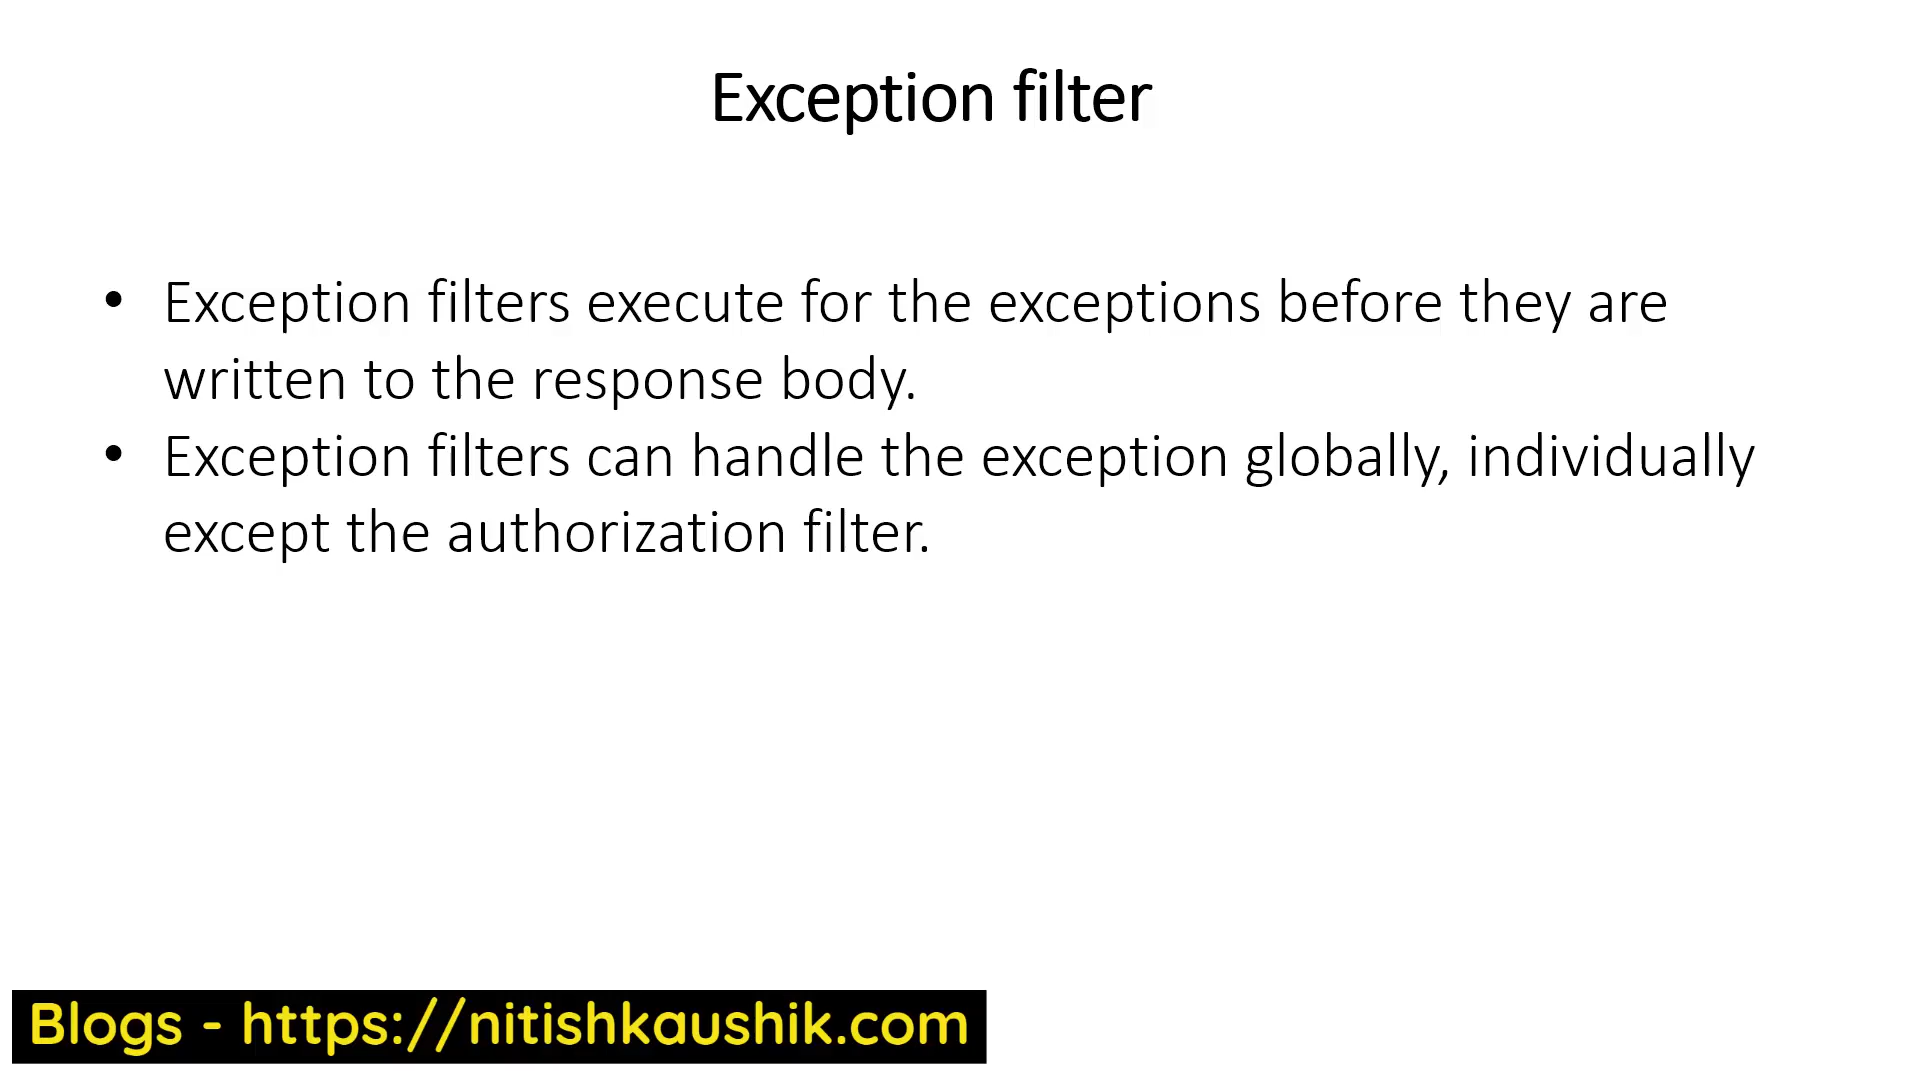 Exception filter
• Exception filters execute for the exceptions before they are
written to the response body.
• Exception filters can handle the exception globally, individually
except the authorization filter.
Blogs - https://nitishkaushik.com